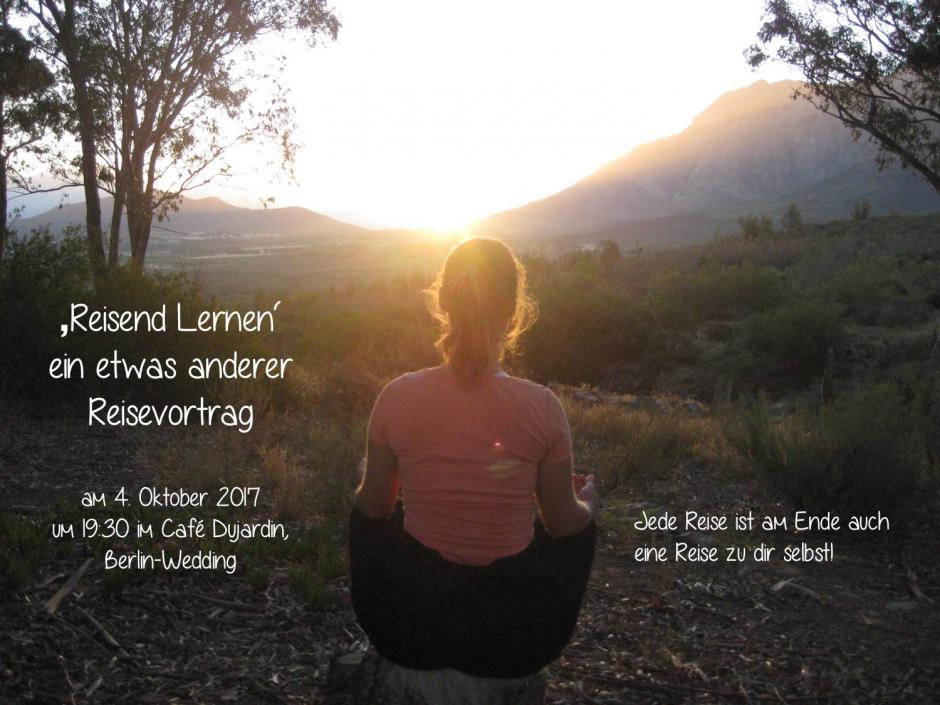 „Reisend Lernen‘
ein etwas anderer
Reisevortrag
am 4. Oktober 2017
um 19:30 im Café Dujardin,
Berlin-Wedding
Jede Reise ist am Ende auch
eine Reise zu dir selbst!